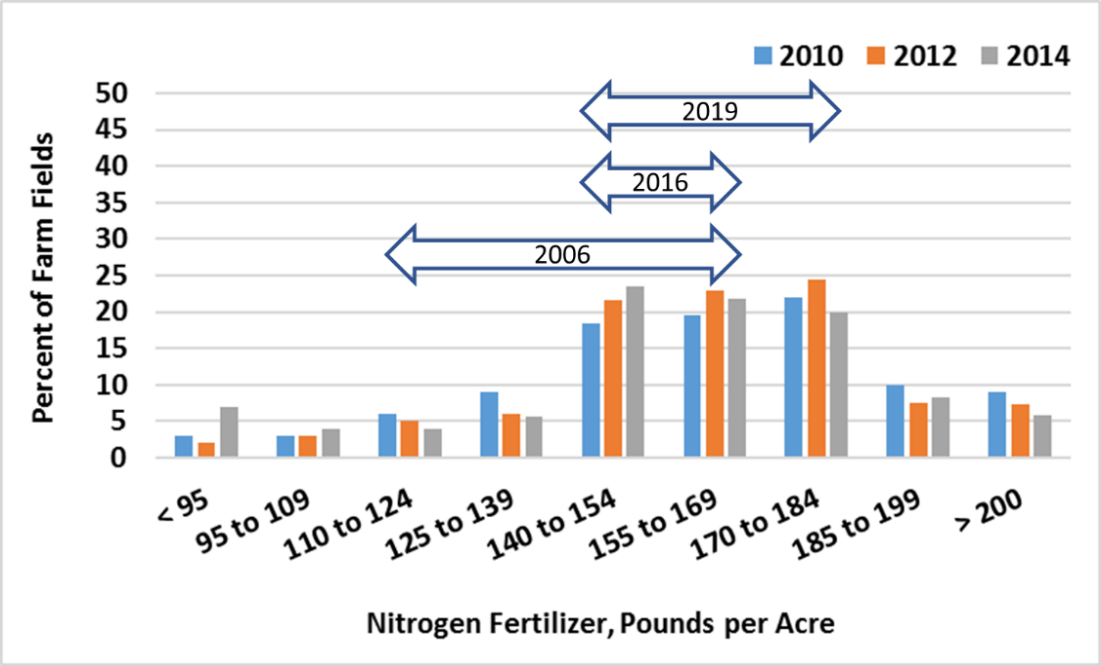 2010 2012 2014
50
45
40
35
30
25
20
15
10
5
0
2019
2016
2006
Percent of Farm Fields
< 95
95 to 109
110 to 124
125 to 139
140 to 154
155 to 169
170 to 184
185 to 199
> 200
Nitrogen Fertilizer, Pounds per Acre